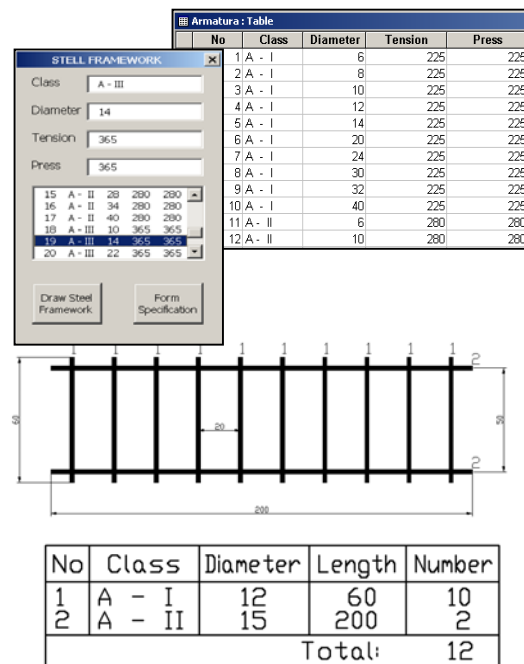 Armatura : Table
No Class Diameter Tension Press
1 A - I 6 225 225
2 A - I 8 225 225
3 A - I 10 225 225
4 A - I 12 225 225
5 A - I 14 225 225
6 A - I 20 225 225
7 A - I 24 225 225
8 A - I 30 225 225
9 A - I 32 225 225
10 A - I 40 225 225
11 A - II 6 280 280
12 A - II 10 280 280
STELL FRAMEWORK
Class A - III
Diameter 14
Tension 365
Press 365
15 A - II 28 280 280
16 A - II 34 280 280
17 A - II 40 280 280
18 A - III 10 365 365
19 A - III 14 365 365
20 A - III 22 365 365
Draw Steel
Framework
Form
Specification
1 1 1 1 1 1 1 1 1 1
2
60
20
50
2
200
No Class Diameter Length Number
1 A - I 12 60 10
2 A - II 15 200 2
Total: 12